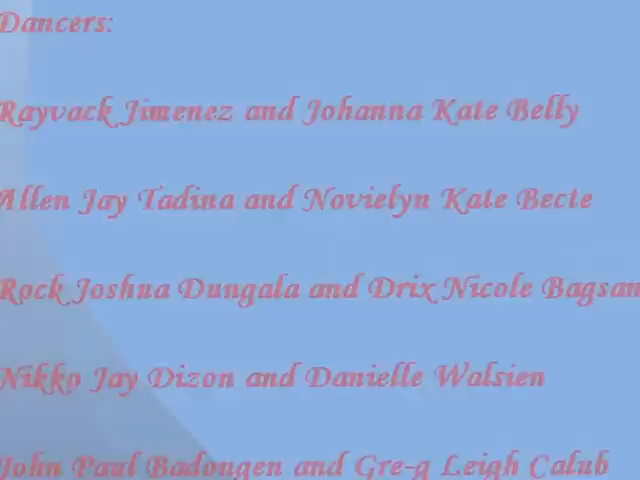 Dancers:
Rayvack Jimenez and Johanna Kate Belly
Allen Jay Tadina and Novielyn Kate Becte
Rock Joshua Dungala and Drix Nicole Bagsan
Nikko Jay Dizon and Danielle Walsien
John Paul Badongen and Gre-g Leigh Calub